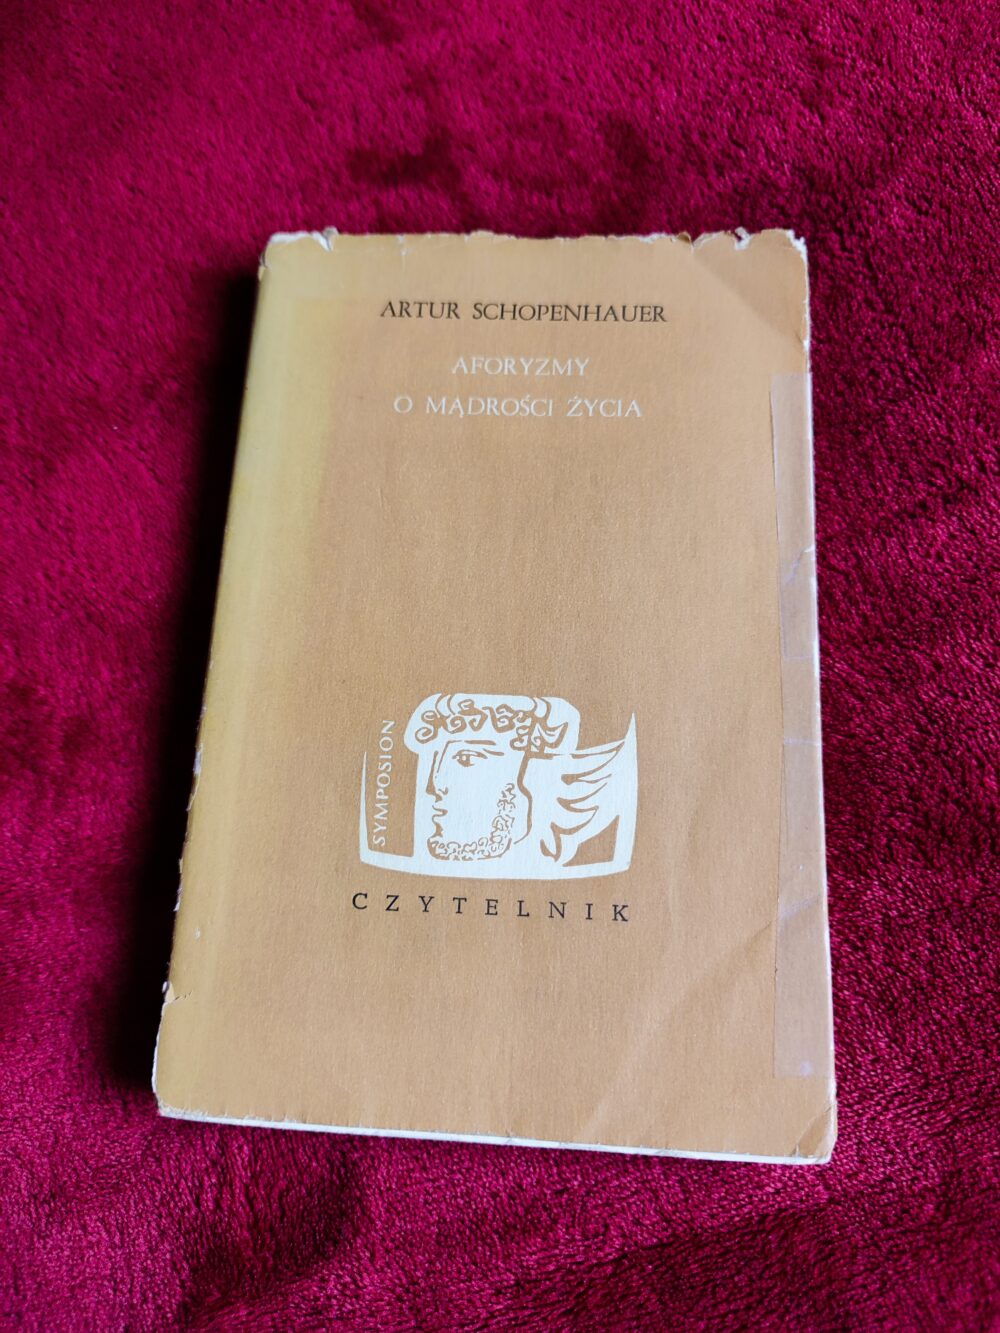 ARTUR SCHOPENHAUER
AFORYZMY
O MĄDROŚCI ŻYCIA
SYMPOSION
CZYTELNIK